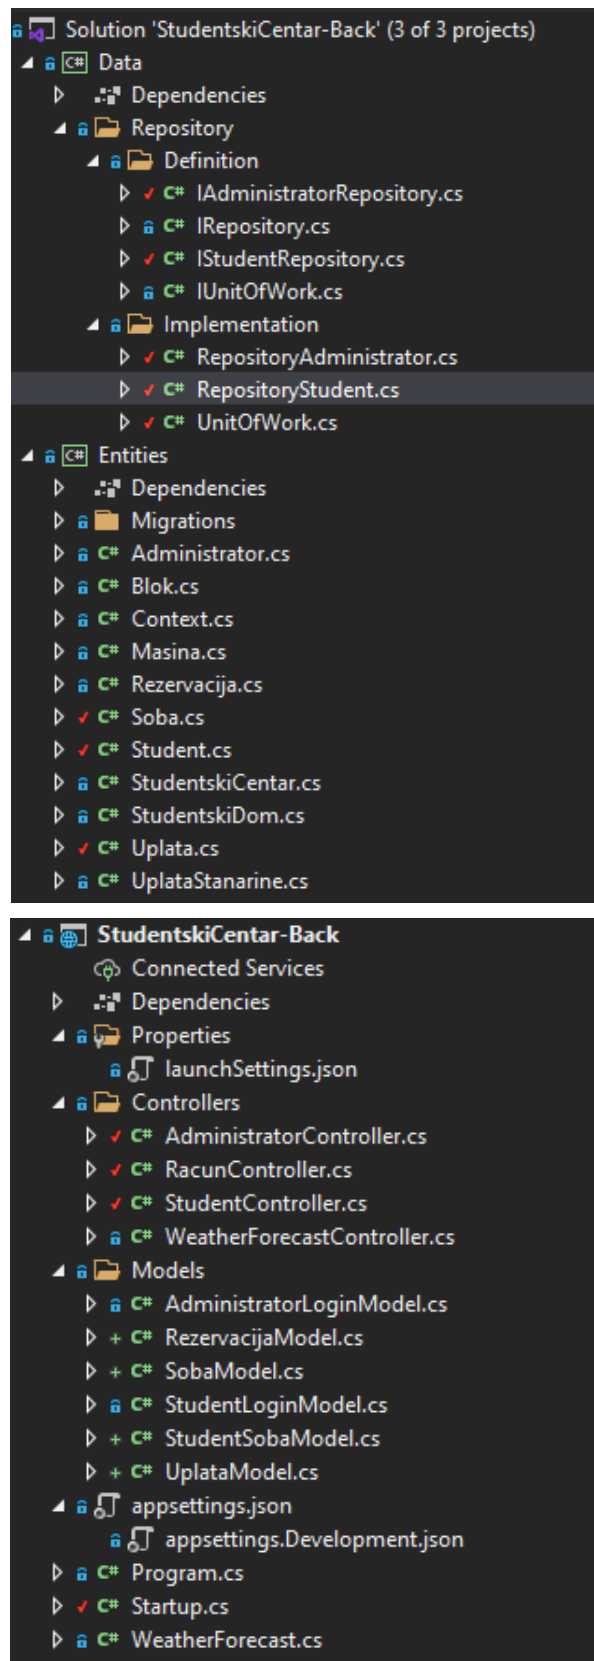 Solution 'StudentskiCentar-Back' (3 of 3 projects)
C# Data
Dependencies
Repository
Definition
C# IAdministratorRepository.cs
C# IRepository.cs
C# IStudentRepository.cs
C# IUnitOfWork.cs
Implementation
C# RepositoryAdministrator.cs
C# RepositoryStudent.cs
C# UnitOfWork.cs
C# Entities
Dependencies
Migrations
C# Administrator.cs
C# Blok.cs
C# Context.cs
C# Masina.cs
C# Rezervacija.cs
C# Soba.cs
C# Student.cs
C# StudentskiCentar.cs
C# StudentskiDom.cs
C# Uplata.cs
C# UplataStanarine.cs
StudentskiCentar-Back
Connected Services
Dependencies
Properties
launchSettings.json
Controllers
C# AdministratorController.cs
C# RacunController.cs
C# StudentController.cs
C# WeatherForecastController.cs
Models
C# AdministratorLoginModel.cs
+ C# RezervacijaModel.cs
+ C# SobaModel.cs
C# StudentLoginModel.cs
+ C# StudentSobaModel.cs
+ C# UplataModel.cs
appsettings.json
appsettings.Development.json
C# Program.cs
C# Startup.cs
C# WeatherForecast.cs